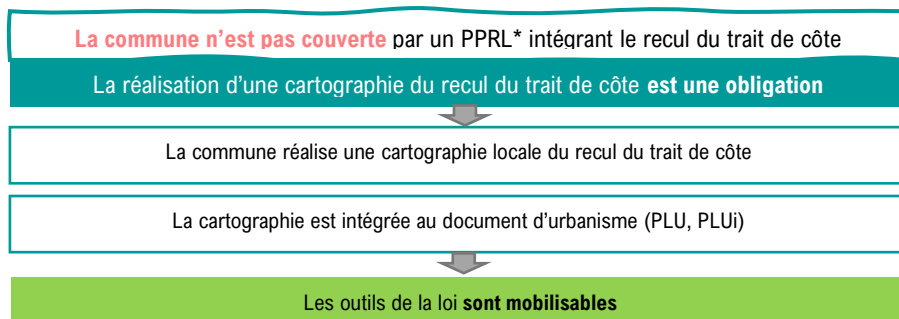 La commune n’est pas couverte par un PPRL* intégrant le recul du trait de côte
La réalisation d’une cartographie du recul du trait de côte est une obligation
La commune réalise une cartographie locale du recul du trait de côte
La cartographie est intégrée au document d’urbanisme (PLU, PLUi)
Les outils de la loi sont mobilisables